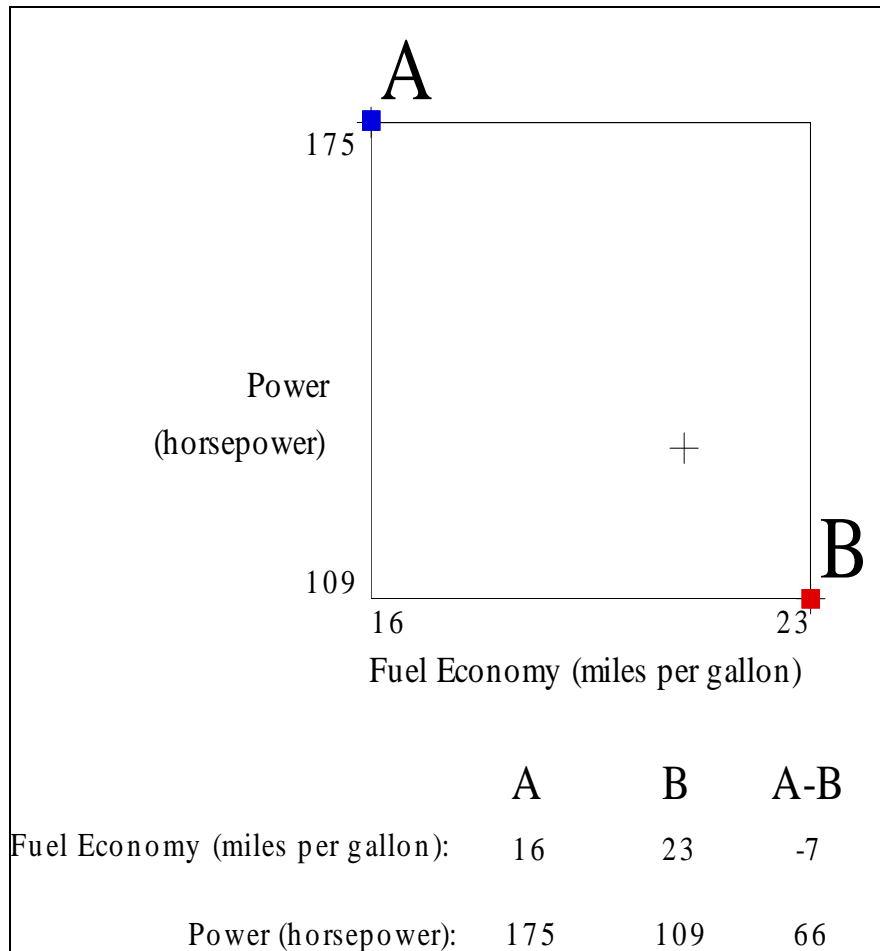 A
175
Power
(horsepower)
B
109
16 23
Fuel Economy (miles per gallon)
A B A-B
Fuel Economy (miles per gallon): 16 23 -7
Power (horsepower): 175 109 66